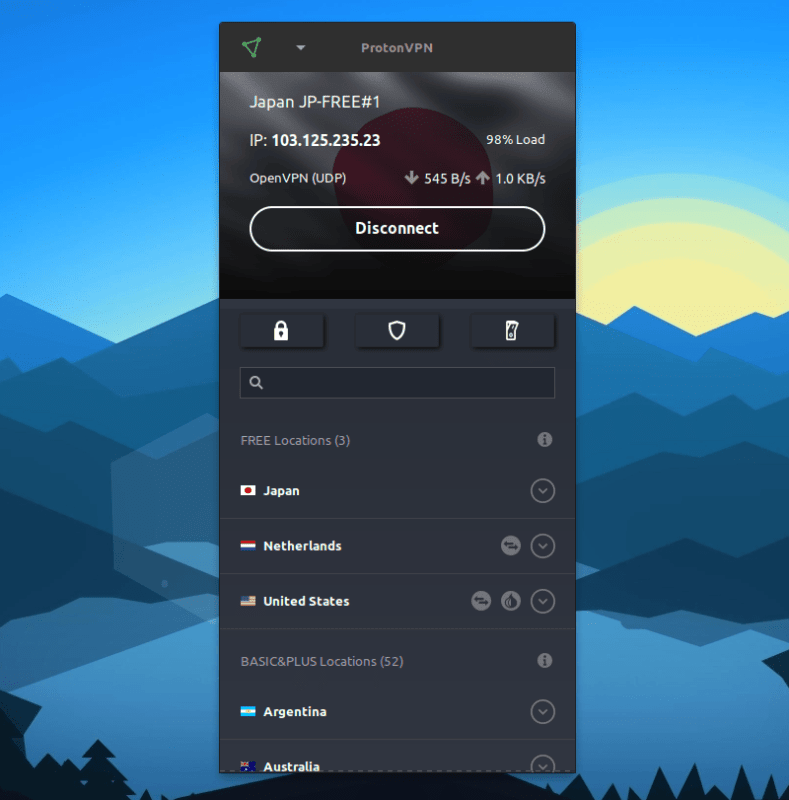 ProtonVPN
Japan JP-FREE#1
IP: 103.125.235.23 98% Load
OpenVPN (UDP) 545 B/s 1.0 KB/s
Disconnect
FREE Locations (3)
Japan
Netherlands
United States
BASIC&PLUS Locations (52)
Argentina
Australia